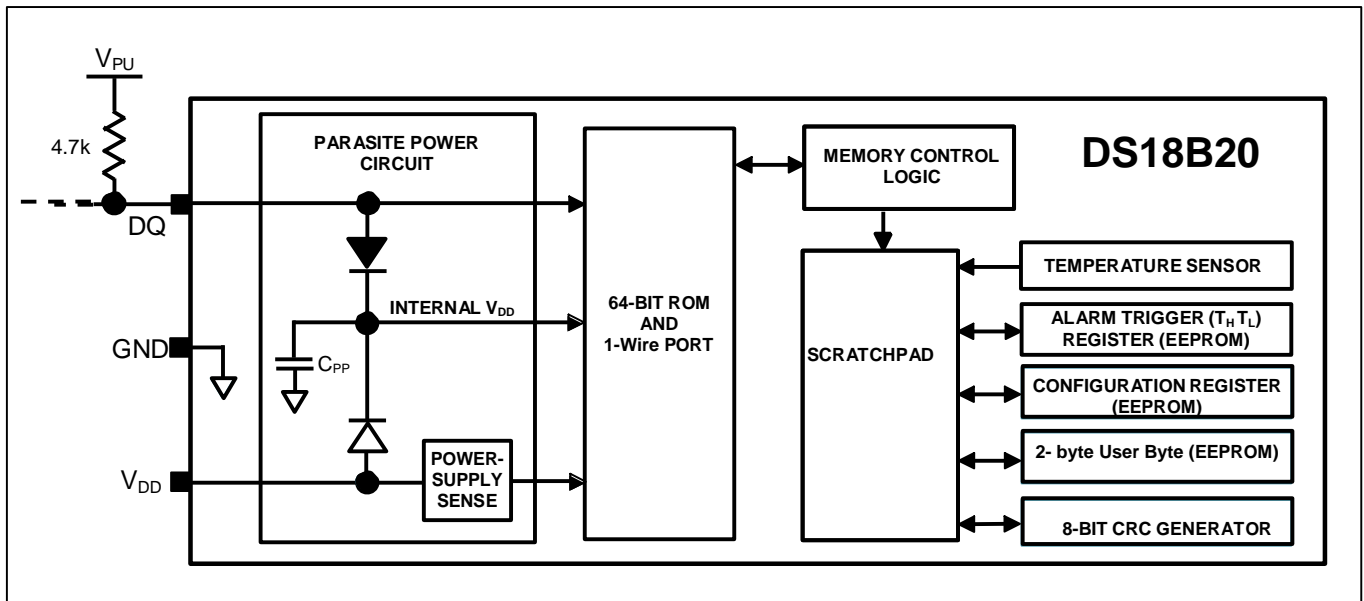 V_PU
4.7k
DQ
GND
V_DD
PARASITE POWER
CIRCUIT
INTERNAL V_DD
C_PP
POWER-
SUPPLY
SENSE
64-BIT ROM
AND
1-Wire PORT
MEMORY CONTROL
LOGIC
SCRATCHPAD
DS18B20
TEMPERATURE SENSOR
ALARM TRIGGER (T_H T_L)
REGISTER (EEPROM)
CONFIGURATION REGISTER
(EEPROM)
2- byte User Byte (EEPROM)
8-BIT CRC GENERATOR